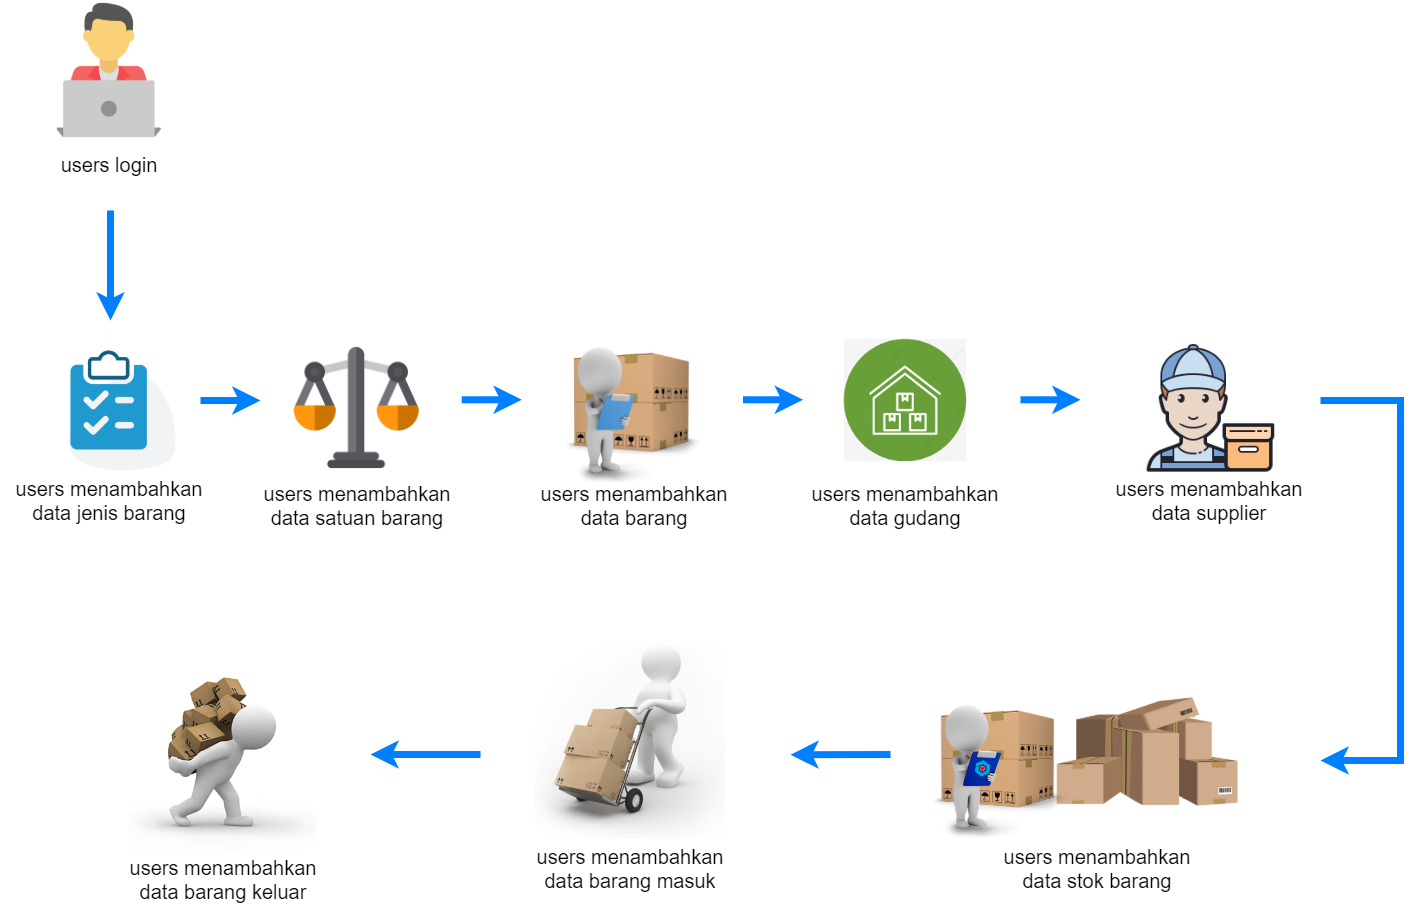 users login
users menambahkan
data jenis barang
users menambahkan
data satuan barang
users menambahkan
data barang
users menambahkan
data gudang
users menambahkan
data supplier
users menambahkan
data stok barang
users menambahkan
data barang masuk
users menambahkan
data barang keluar